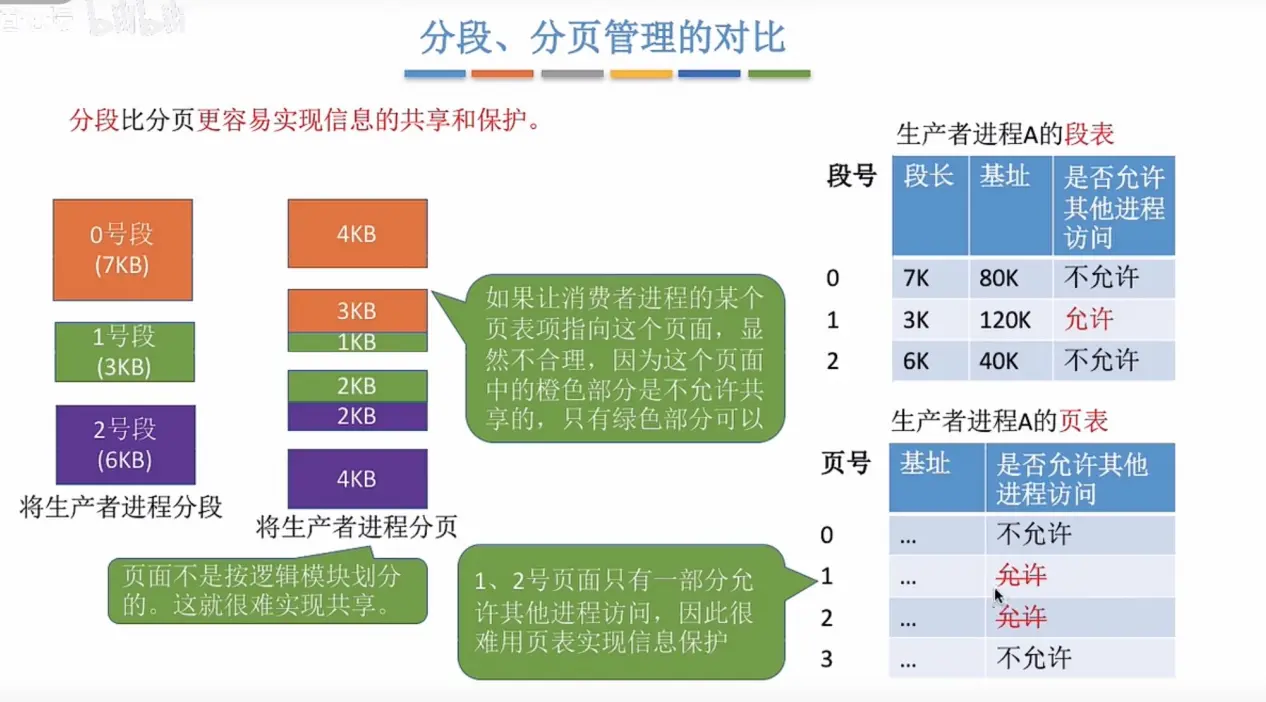 分段、分页管理的对比
分段比分页更容易实现信息的共享和保护。
0号段
(7KB)
1号段
(3KB)
2号段
(6KB)
将生产者进程分段
4KB
3KB
1KB
2KB
2KB
4KB
将生产者进程分页
页面不是按逻辑模块划分
的。这就很难实现共享。
如果让消费者进程的某个
页表项指向这个页面，显
然不合理，因为这个页面
中的橙色部分是不允许共
享的，只有绿色部分可以
1、2号页面只有一部分允
许其他进程访问，因此很
难用页表实现信息保护
生产者进程A的段表
段号 段长 基址 是否允许
其他进程
访问
0 7K 80K 不允许
1 3K 120K 允许
2 6K 40K 不允许
生产者进程A的页表
页号 基址 是否允许其他
进程访问
0 ... 不允许
1 ... 允许
2 ... 允许
3 ... 不允许